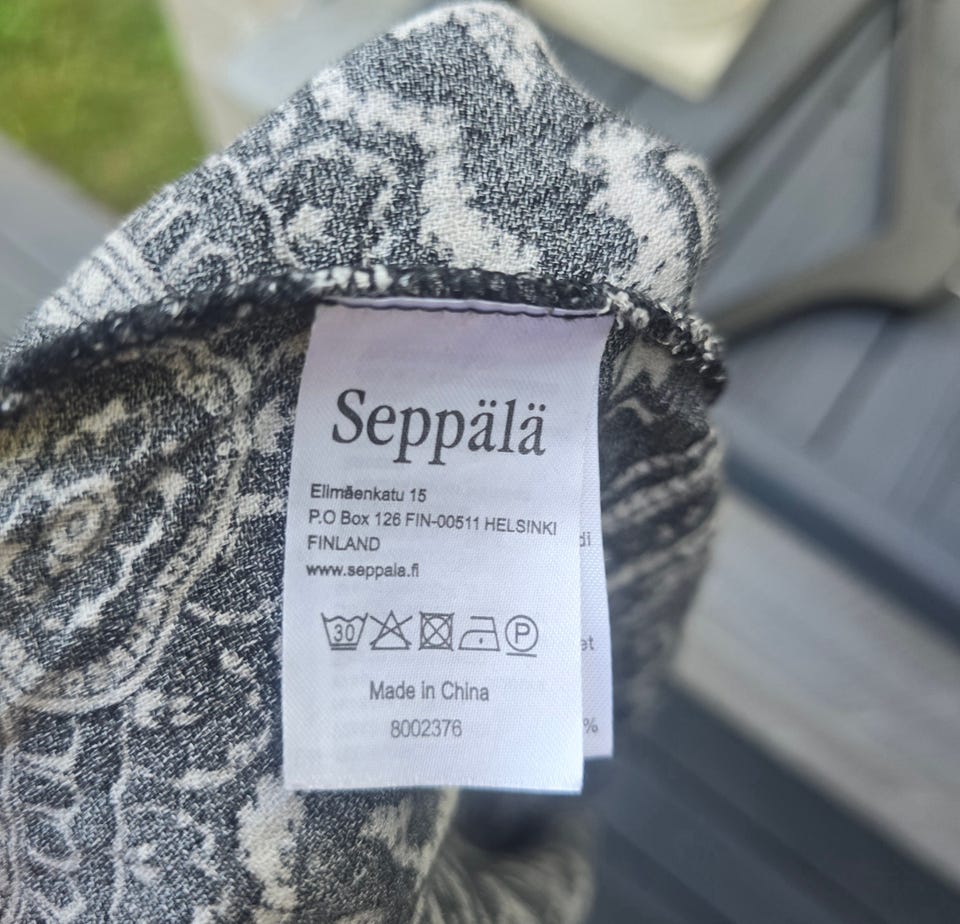 Seppälä
Elimäenkatu 15
P.O Box 126 FIN-00511 HELSINKI
FINLAND
www.seppala.fi
30 P
Made in China
8002376
%